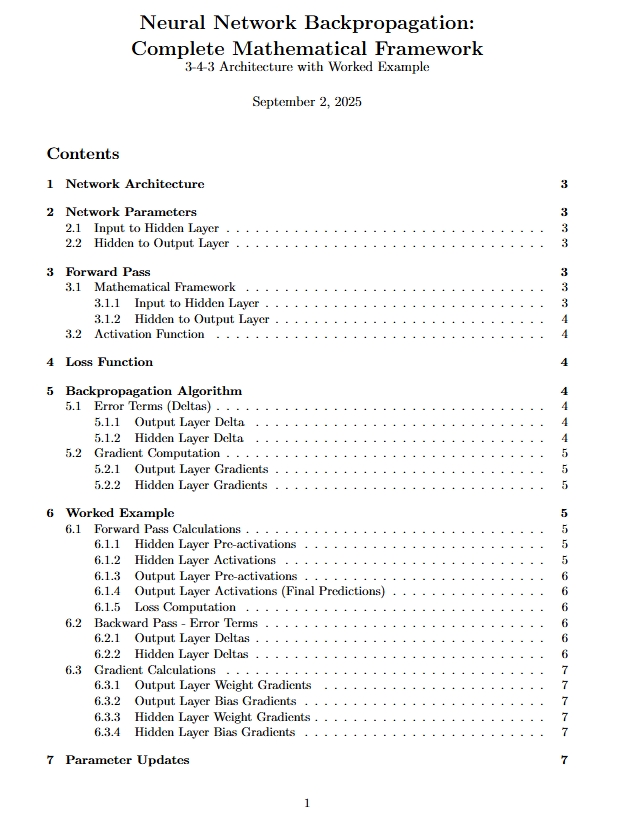 Neural Network Backpropagation:
Complete Mathematical Framework
3-4-3 Architecture with Worked Example
September 2, 2025
Contents
1 Network Architecture 3
2 Network Parameters 3
2.1 Input to Hidden Layer . . . . . . . . . . . . . . . . . . . . . . . . . . . . . . 3
2.2 Hidden to Output Layer . . . . . . . . . . . . . . . . . . . . . . . . . . . . . 3
3 Forward Pass 3
3.1 Mathematical Framework . . . . . . . . . . . . . . . . . . . . . . . . . . . . 3
3.1.1 Input to Hidden Layer . . . . . . . . . . . . . . . . . . . . . . . . . . 3
3.1.2 Hidden to Output Layer . . . . . . . . . . . . . . . . . . . . . . . . . 4
3.2 Activation Function . . . . . . . . . . . . . . . . . . . . . . . . . . . . . . 4
4 Loss Function 4
5 Backpropagation Algorithm 4
5.1 Error Terms (Deltas) . . . . . . . . . . . . . . . . . . . . . . . . . . . . . . 4
5.1.1 Output Layer Delta . . . . . . . . . . . . . . . . . . . . . . . . . . . 4
5.1.2 Hidden Layer Delta . . . . . . . . . . . . . . . . . . . . . . . . . . . 4
5.2 Gradient Computation . . . . . . . . . . . . . . . . . . . . . . . . . . . . . 5
5.2.1 Output Layer Gradients . . . . . . . . . . . . . . . . . . . . . . . . . 5
5.2.2 Hidden Layer Gradients . . . . . . . . . . . . . . . . . . . . . . . . . 5
6 Worked Example 5
6.1 Forward Pass Calculations . . . . . . . . . . . . . . . . . . . . . . . . . . . . 5
6.1.1 Hidden Layer Pre-activations . . . . . . . . . . . . . . . . . . . . . . 5
6.1.2 Hidden Layer Activations . . . . . . . . . . . . . . . . . . . . . . . . 5
6.1.3 Output Layer Pre-activations . . . . . . . . . . . . . . . . . . . . . . 6
6.1.4 Output Layer Activations (Final Predictions) . . . . . . . . . . . . . . 6
6.1.5 Loss Computation . . . . . . . . . . . . . . . . . . . . . . . . . . . . 6
6.2 Backward Pass - Error Terms . . . . . . . . . . . . . . . . . . . . . . . . . . 6
6.2.1 Output Layer Deltas . . . . . . . . . . . . . . . . . . . . . . . . . . . 6
6.2.2 Hidden Layer Deltas . . . . . . . . . . . . . . . . . . . . . . . . . . . 6
6.3 Gradient Calculations . . . . . . . . . . . . . . . . . . . . . . . . . . . . . 7
6.3.1 Output Layer Weight Gradients . . . . . . . . . . . . . . . . . . . . . 7
6.3.2 Output Layer Bias Gradients . . . . . . . . . . . . . . . . . . . . . . 7
6.3.3 Hidden Layer Weight Gradients . . . . . . . . . . . . . . . . . . . . . 7
6.3.4 Hidden Layer Bias Gradients . . . . . . . . . . . . . . . . . . . . . . 7
7 Parameter Updates 7
1